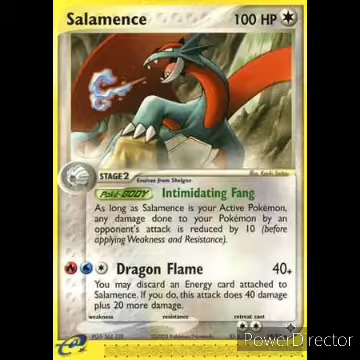 Salamence 100 HP
STAGE 2 Evolves from Shelgon
Poké-BODY Intimidating Fang
As long as Salamence is your Active Pokémon,
any damage done to your Pokémon by an
opponent's attack is reduced by 10 (before
applying Weakness and Resistance).
Dragon Flame 40+
You may discard an Energy card attached to
Salamence. If you do, this attack does 40 damage
plus 20 more damage.
weakness resistance retreat cost
PowerDirector
e